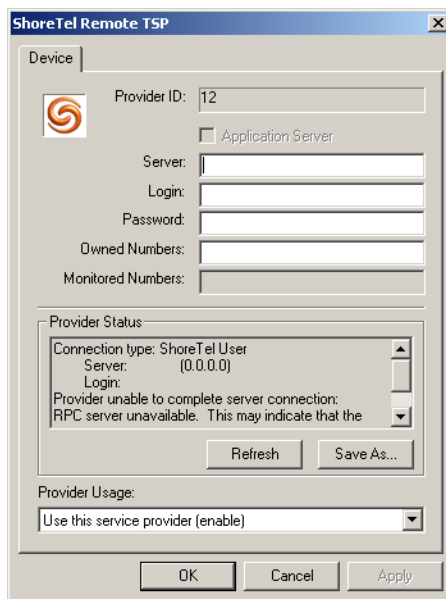 ShoreTel Remote TSP
Device
Provider ID: 12
Application Server
Server:
Login:
Password:
Owned Numbers:
Monitored Numbers:
Provider Status
Connection type: ShoreTel User
Server: (0.0.0.0)
Login:
Provider unable to complete server connection:
RPC server unavailable. This may indicate that the
Refresh Save As...
Provider Usage:
Use this service provider (enable)
OK Cancel Apply